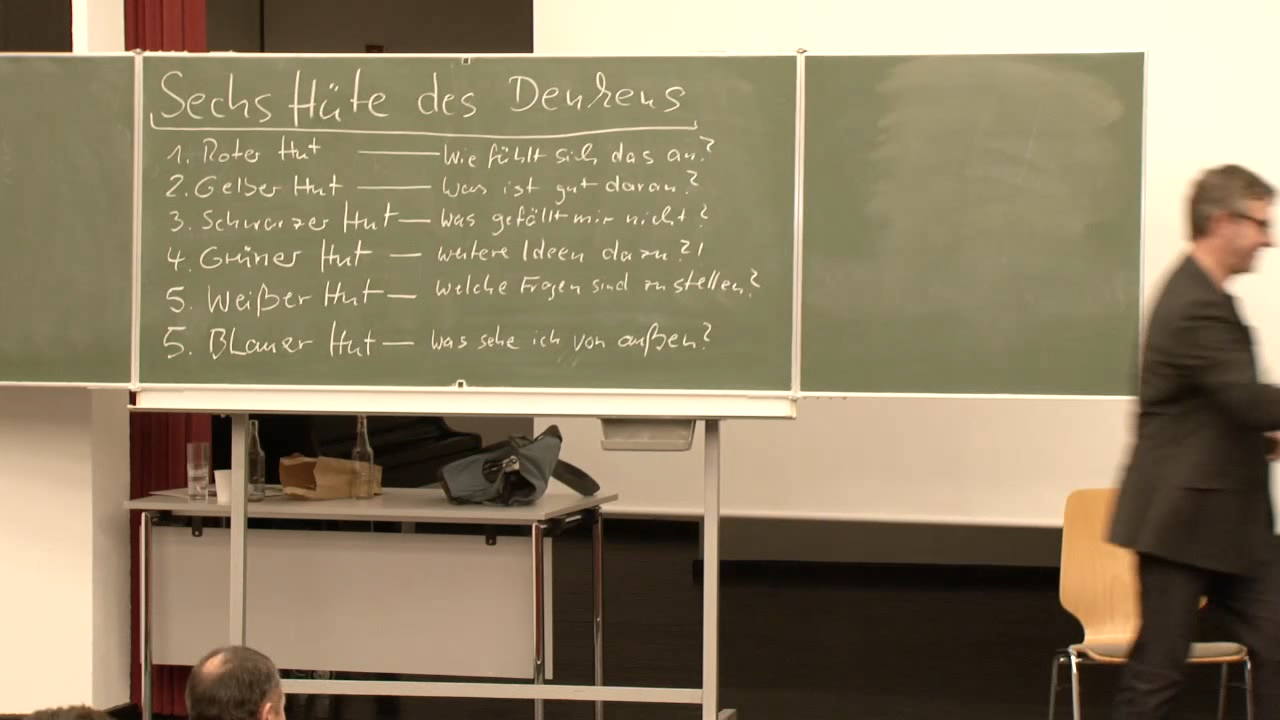 Sechs Hüte des Denkens
1. Roter Hut — Wie fühlt sich das an?
2. Gelber Hut — Was ist gut daran?
3. Schwarzer Hut — was gefällt mir nicht?
4. Grüner Hut — weitere Ideen dazu?!
5. Weißer Hut — welche Fragen sind zu stellen?
5. BLauer Hut — was sehe ich von außen?